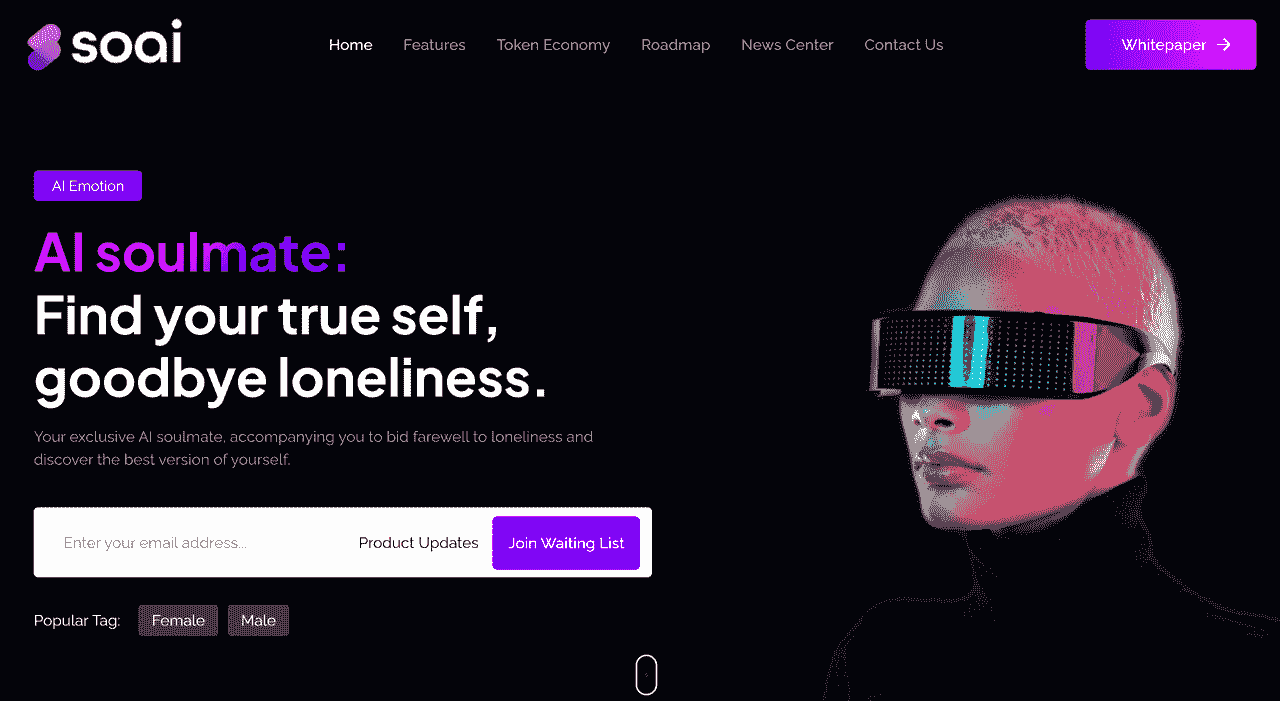 soai
Home Features Token Economy Roadmap News Center Contact Us
Whitepaper
AI Emotion
AI soulmate:
Find your true self,
goodbye loneliness.
Your exclusive AI soulmate, accompanying you to bid farewell to loneliness and
discover the best version of yourself.
Enter your email address... Product Updates Join Waiting List
Popular Tag: Female Male